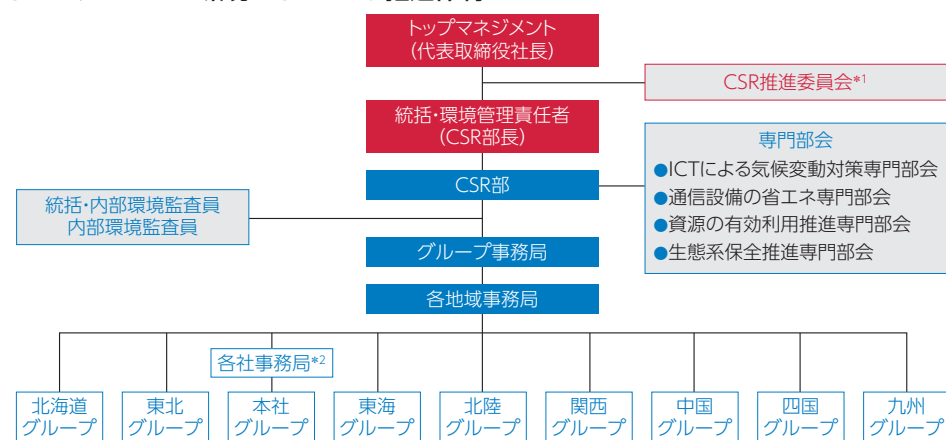 トップマネジメント
(代表取締役社長)
CSR推進委員会*1
統括・環境管理責任者
(CSR部長)
専門部会
●ICTによる気候変動対策専門部会
●通信設備の省エネ専門部会
●資源の有効利用推進専門部会
●生態系保全推進専門部会
CSR部
統括・内部環境監査員
内部環境監査員
グループ事務局
各地域事務局
各社事務局*2
北海道
グループ
東北
グループ
本社
グループ
東海
グループ
北陸
グループ
関西
グループ
中国
グループ
四国
グループ
九州
グループ